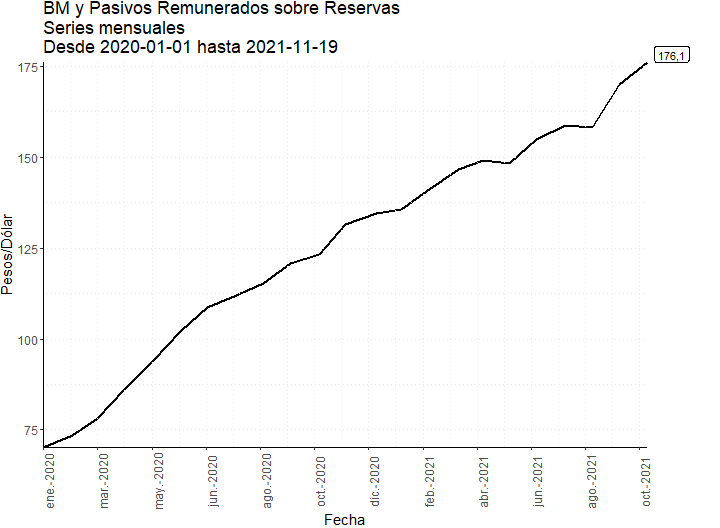 BM y Pasivos Remunerados sobre Reservas
Series mensuales
Desde 2020-01-01 hasta 2021-11-19
176,1
175
150
125
100
75
Pesos/Dólar
ene.-2020
mar.-2020
may.-2020
jun.-2020
ago.-2020
oct.-2020
dic.-2020
feb.-2021
abr.-2021
jun.-2021
ago.-2021
oct.-2021
Fecha